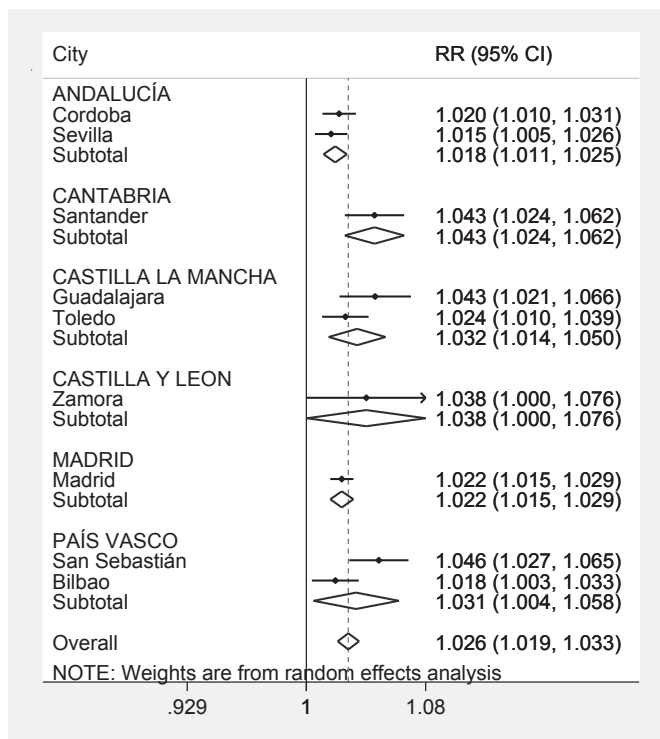 City RR (95% CI)
ANDALUCÍA
Cordoba 1.020 (1.010, 1.031)
Sevilla 1.015 (1.005, 1.026)
Subtotal 1.018 (1.011, 1.025)
CANTABRIA
Santander 1.043 (1.024, 1.062)
Subtotal 1.043 (1.024, 1.062)
CASTILLA LA MANCHA
Guadalajara 1.043 (1.021, 1.066)
Toledo 1.024 (1.010, 1.039)
Subtotal 1.032 (1.014, 1.050)
CASTILLA Y LEON
Zamora 1.038 (1.000, 1.076)
Subtotal 1.038 (1.000, 1.076)
MADRID
Madrid 1.022 (1.015, 1.029)
Subtotal 1.022 (1.015, 1.029)
PAÍS VASCO
San Sebastián 1.046 (1.027, 1.065)
Bilbao 1.018 (1.003, 1.033)
Subtotal 1.031 (1.004, 1.058)
Overall 1.026 (1.019, 1.033)
NOTE: Weights are from random effects analysis
.929 1 1.08